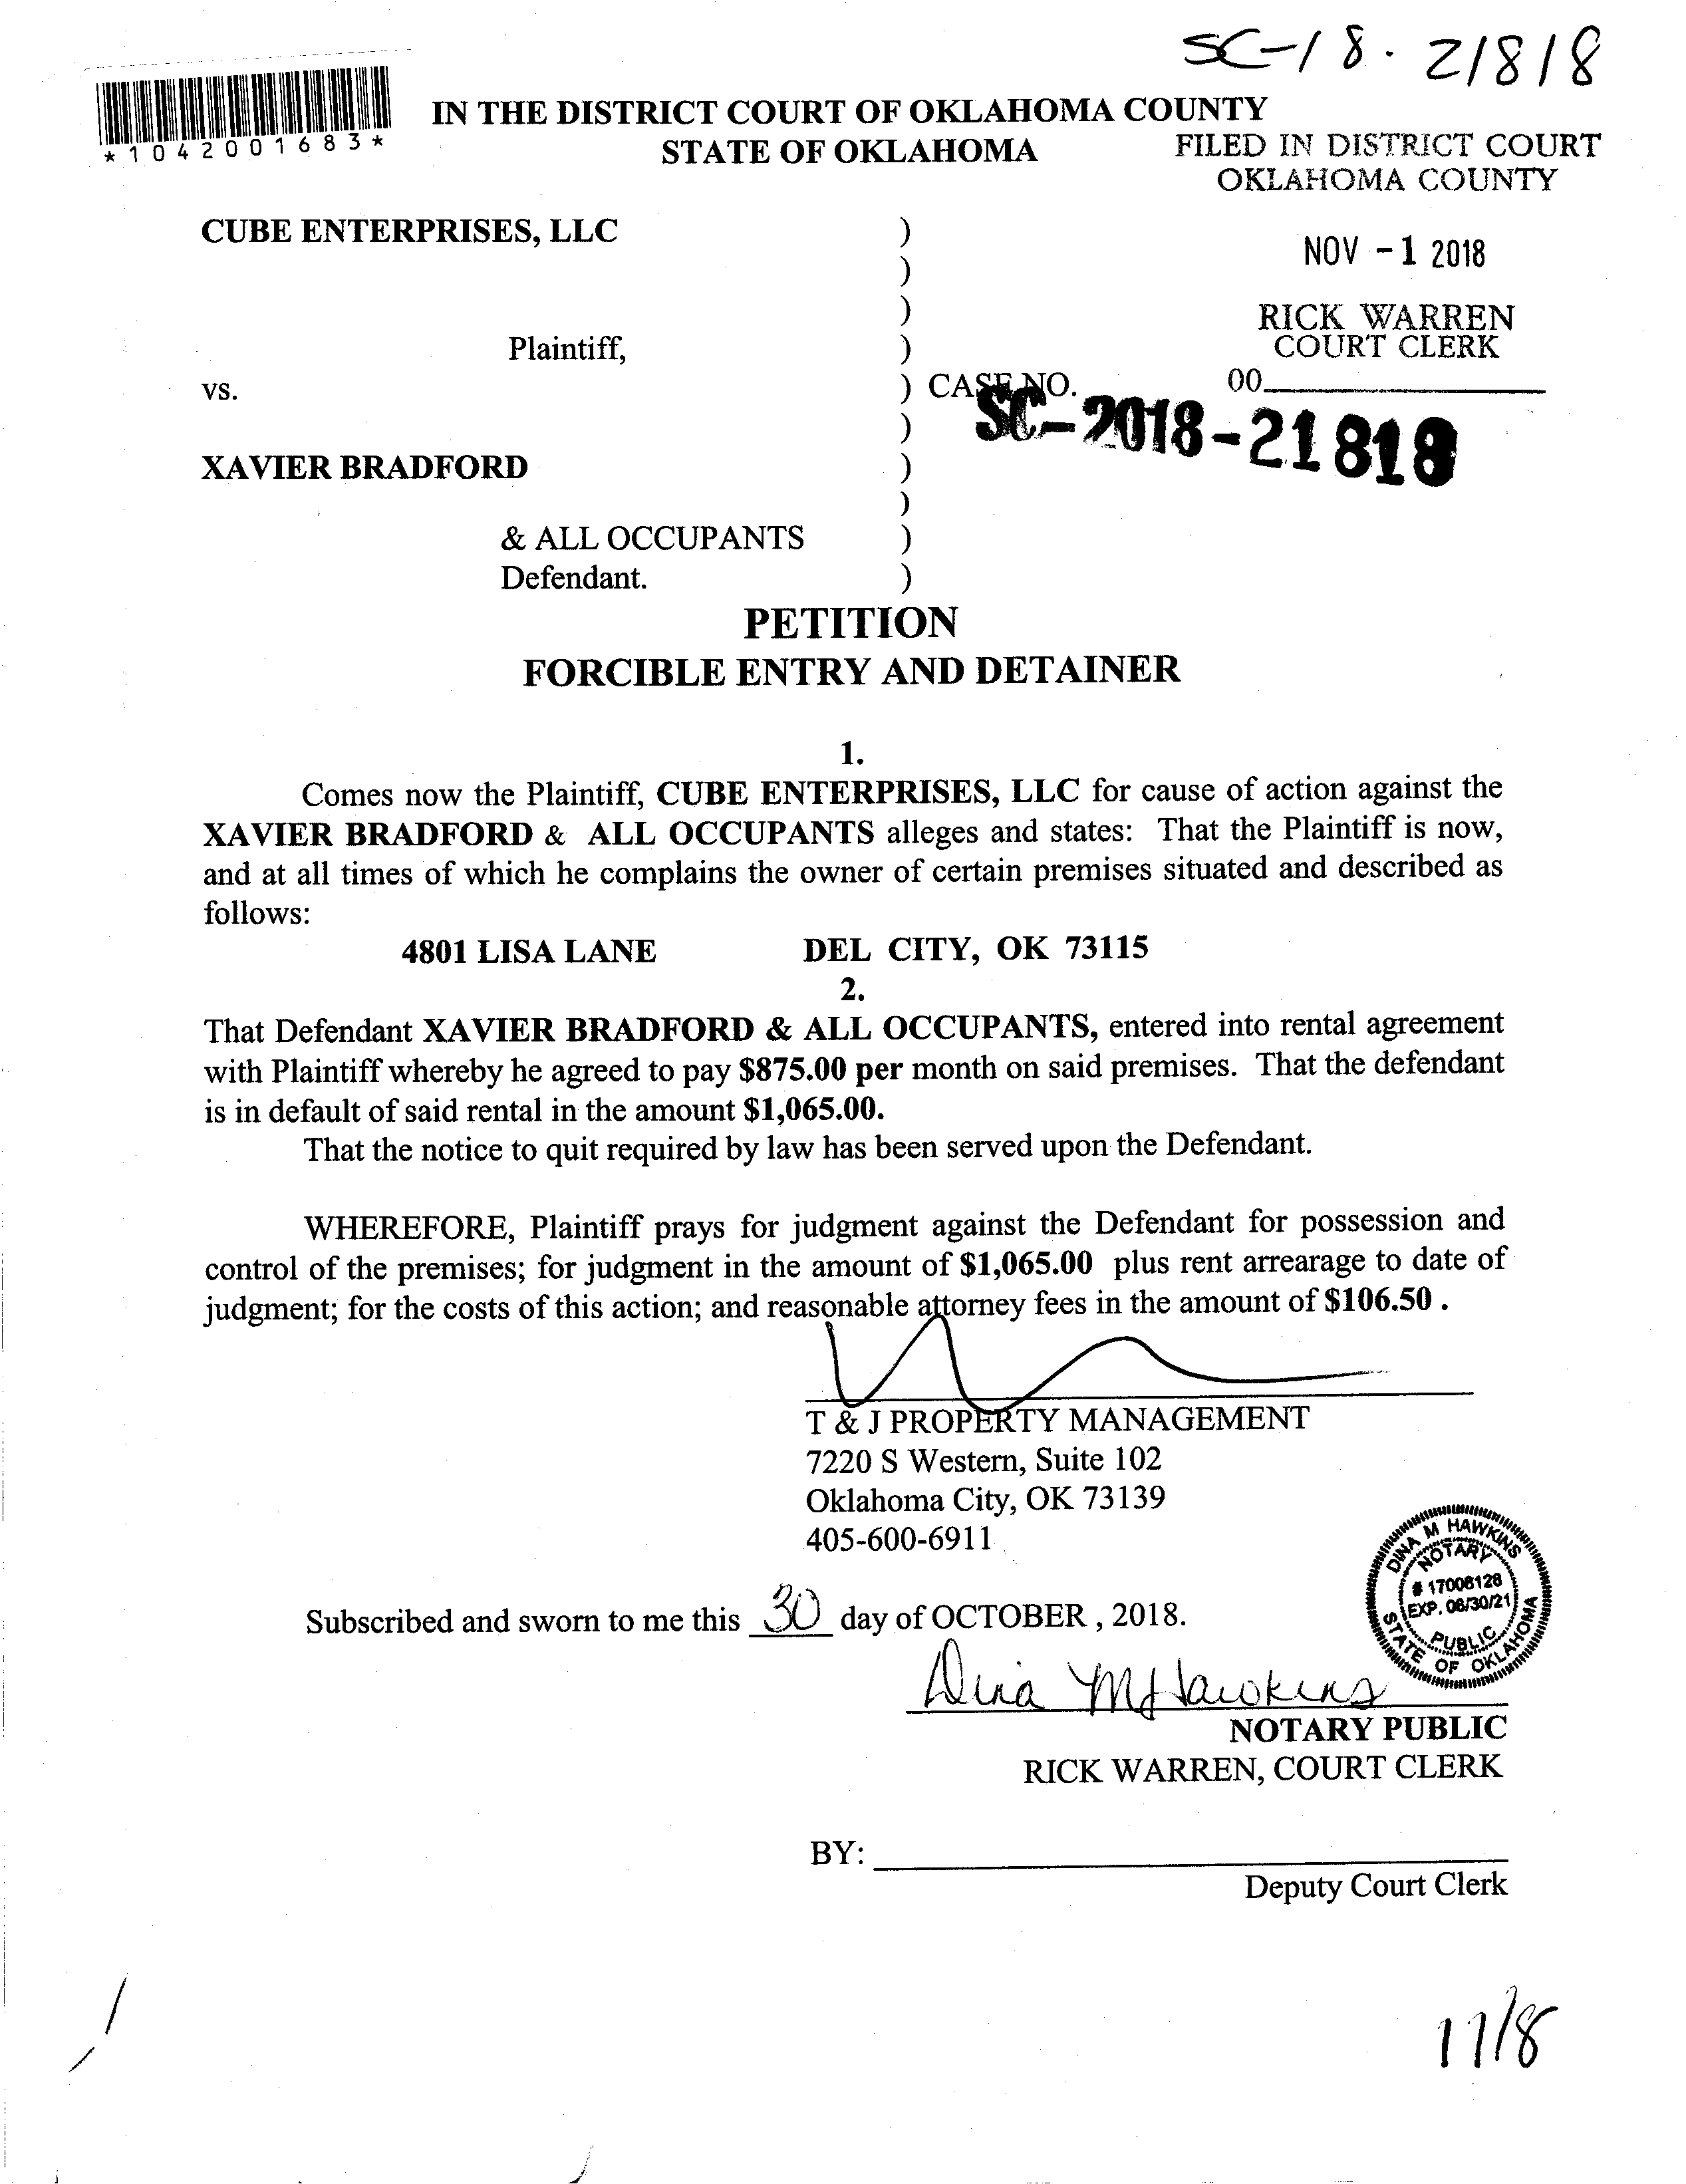 SC-18-21818
*1042001683*
IN THE DISTRICT COURT OF OKLAHOMA COUNTY
STATE OF OKLAHOMA
FILED IN DISTRICT COURT
OKLAHOMA COUNTY
CUBE ENTERPRISES, LLC )
)
NOV - 1 2018
)
RICK WARREN
COURT CLERK
Plaintiff, )
vs. ) CASE NO.
00
SC-2018-21818
)
XAVIER BRADFORD )
)
& ALL OCCUPANTS )
Defendant. )
PETITION
FORCIBLE ENTRY AND DETAINER
1.
Comes now the Plaintiff, CUBE ENTERPRISES, LLC for cause of action against the
XAVIER BRADFORD & ALL OCCUPANTS alleges and states: That the Plaintiff is now,
and at all times of which he complains the owner of certain premises situated and described as
follows:
4801 LISA LANE DEL CITY, OK 73115
2.
That Defendant XAVIER BRADFORD & ALL OCCUPANTS, entered into rental agreement
with Plaintiff whereby he agreed to pay $875.00 per month on said premises. That the defendant
is in default of said rental in the amount $1,065.00.
That the notice to quit required by law has been served upon the Defendant.
WHEREFORE, Plaintiff prays for judgment against the Defendant for possession and
control of the premises; for judgment in the amount of $1,065.00 plus rent arrearage to date of
judgment; for the costs of this action; and reasonable attorney fees in the amount of $106.50 .
T & J PROPERTY MANAGEMENT
7220 S Western, Suite 102
Oklahoma City, OK 73139
405-600-6911
DINA M HAWKINS
NOTARY
# 17006128
EXP. 06/30/21
PUBLIC
STATE OF OKLAHOMA
Subscribed and sworn to me this 30 day of OCTOBER , 2018.
Dina M Hawkins
NOTARY PUBLIC
RICK WARREN, COURT CLERK
BY:
Deputy Court Clerk
11/8